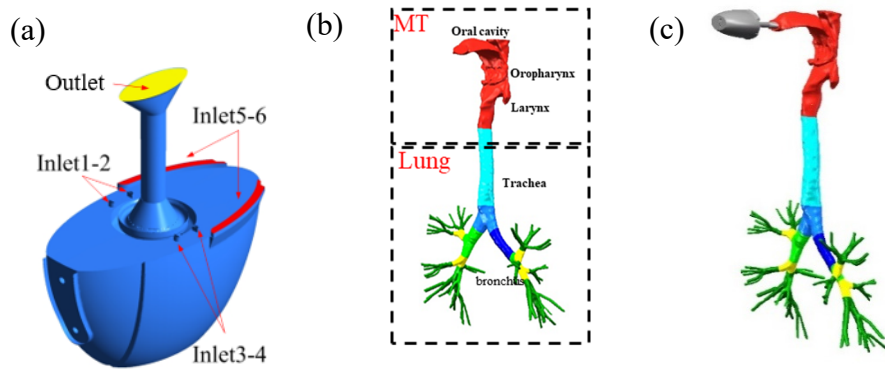 (a)
Outlet
Inlet5-6
Inlet1-2
Inlet3-4
(b)
MT
Oral cavity
Oropharynx
Larynx
Lung
Trachea
bronchus
(c)